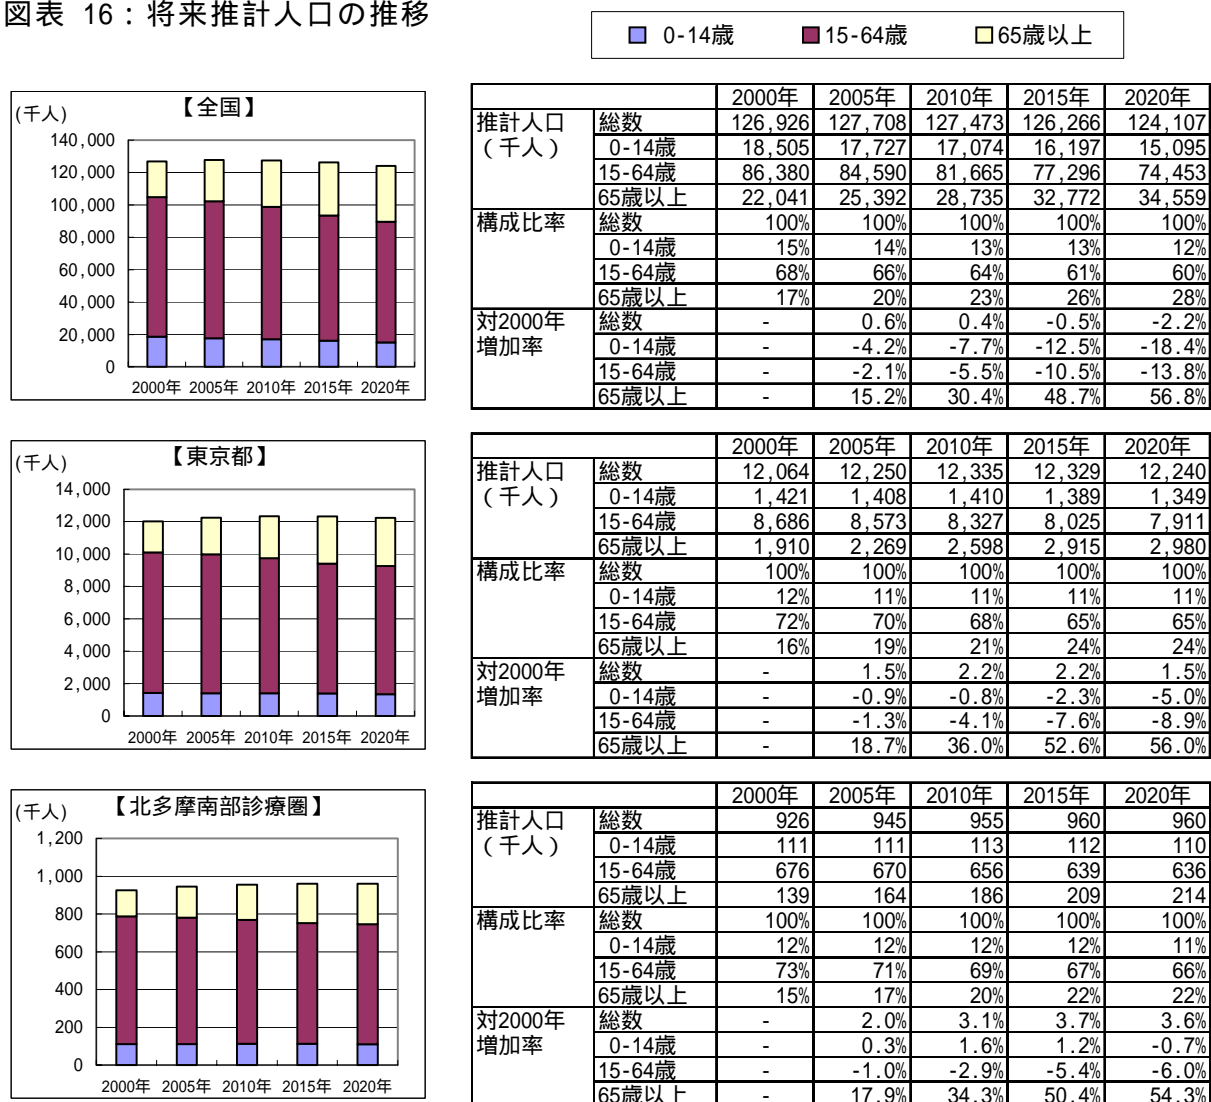 図表 16：将来推計人口の推移
0-14歳 15-64歳 65歳以上
(千人) 【全国】
140,000
120,000
100,000
80,000
60,000
40,000
20,000
0
2000年 2005年 2010年 2015年 2020年
2000年 2005年 2010年 2015年 2020年
推計人口 総数 126,926 127,708 127,473 126,266 124,107
（千人） 0-14歳 18,505 17,727 17,074 16,197 15,095
15-64歳 86,380 84,590 81,665 77,296 74,453
65歳以上 22,041 25,392 28,735 32,772 34,559
構成比率 総数 100% 100% 100% 100% 100%
0-14歳 15% 14% 13% 13% 12%
15-64歳 68% 66% 64% 61% 60%
65歳以上 17% 20% 23% 26% 28%
対2000年 総数 - 0.6% 0.4% -0.5% -2.2%
増加率 0-14歳 - -4.2% -7.7% -12.5% -18.4%
15-64歳 - -2.1% -5.5% -10.5% -13.8%
65歳以上 - 15.2% 30.4% 48.7% 56.8%
(千人) 【東京都】
14,000
12,000
10,000
8,000
6,000
4,000
2,000
0
2000年 2005年 2010年 2015年 2020年
2000年 2005年 2010年 2015年 2020年
推計人口 総数 12,064 12,250 12,335 12,329 12,240
（千人） 0-14歳 1,421 1,408 1,410 1,389 1,349
15-64歳 8,686 8,573 8,327 8,025 7,911
65歳以上 1,910 2,269 2,598 2,915 2,980
構成比率 総数 100% 100% 100% 100% 100%
0-14歳 12% 11% 11% 11% 11%
15-64歳 72% 70% 68% 65% 65%
65歳以上 16% 19% 21% 24% 24%
対2000年 総数 - 1.5% 2.2% 2.2% 1.5%
増加率 0-14歳 - -0.9% -0.8% -2.3% -5.0%
15-64歳 - -1.3% -4.1% -7.6% -8.9%
65歳以上 - 18.7% 36.0% 52.6% 56.0%
(千人) 【北多摩南部診療圏】
1,200
1,000
800
600
400
200
0
2000年 2005年 2010年 2015年 2020年
2000年 2005年 2010年 2015年 2020年
推計人口 総数 926 945 955 960 960
（千人） 0-14歳 111 111 113 112 110
15-64歳 676 670 656 639 636
65歳以上 139 164 186 209 214
構成比率 総数 100% 100% 100% 100% 100%
0-14歳 12% 12% 12% 12% 11%
15-64歳 73% 71% 69% 67% 66%
65歳以上 15% 17% 20% 22% 22%
対2000年 総数 - 2.0% 3.1% 3.7% 3.6%
増加率 0-14歳 - 0.3% 1.6% 1.2% -0.7%
15-64歳 - -1.0% -2.9% -5.4% -6.0%
65歳以上 - 17.9% 34.3% 50.4% 54.3%